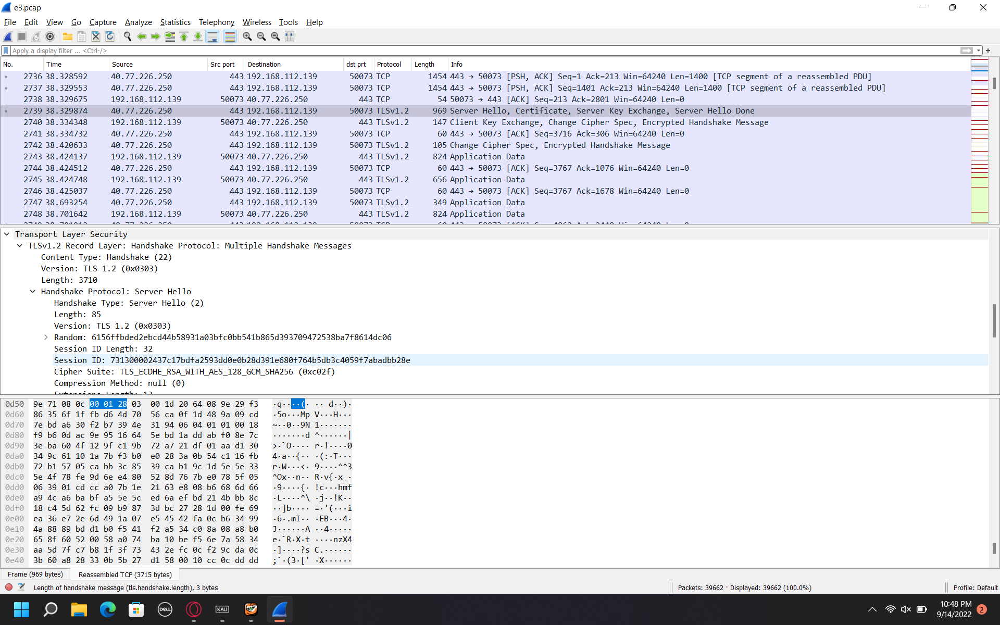 e3.pcap
File Edit View Go Capture Analyze Statistics Telephony Wireless Tools Help
Apply a display filter ... <Ctrl-/>
No. Time Source Src port Destination dst prt Protocol Length Info
2736 38.328592 40.77.226.250 443 192.168.112.139 50073 TCP 1454 443 → 50073 [PSH, ACK] Seq=1 Ack=213 Win=64240 Len=1400 [TCP segment of a reassembled PDU]
2737 38.329553 40.77.226.250 443 192.168.112.139 50073 TCP 1454 443 → 50073 [PSH, ACK] Seq=1401 Ack=213 Win=64240 Len=1400 [TCP segment of a reassembled PDU]
2738 38.329675 192.168.112.139 50073 40.77.226.250 443 TCP 54 50073 → 443 [ACK] Seq=213 Ack=2801 Win=64240 Len=0
2739 38.329874 40.77.226.250 443 192.168.112.139 50073 TLSv1.2 969 Server Hello, Certificate, Server Key Exchange, Server Hello Done
2740 38.334348 192.168.112.139 50073 40.77.226.250 443 TLSv1.2 147 Client Key Exchange, Change Cipher Spec, Encrypted Handshake Message
2741 38.334732 40.77.226.250 443 192.168.112.139 50073 TCP 60 443 → 50073 [ACK] Seq=3716 Ack=306 Win=64240 Len=0
2742 38.420633 40.77.226.250 443 192.168.112.139 50073 TLSv1.2 105 Change Cipher Spec, Encrypted Handshake Message
2743 38.424137 192.168.112.139 50073 40.77.226.250 443 TLSv1.2 824 Application Data
2744 38.424512 40.77.226.250 443 192.168.112.139 50073 TCP 60 443 → 50073 [ACK] Seq=3767 Ack=1076 Win=64240 Len=0
2745 38.424748 192.168.112.139 50073 40.77.226.250 443 TLSv1.2 656 Application Data
2746 38.425037 40.77.226.250 443 192.168.112.139 50073 TCP 60 443 → 50073 [ACK] Seq=3767 Ack=1678 Win=64240 Len=0
2747 38.693254 40.77.226.250 443 192.168.112.139 50073 TLSv1.2 349 Application Data
2748 38.701642 192.168.112.139 50073 40.77.226.250 443 TLSv1.2 824 Application Data
Transport Layer Security
TLSv1.2 Record Layer: Handshake Protocol: Multiple Handshake Messages
Content Type: Handshake (22)
Version: TLS 1.2 (0x0303)
Length: 3710
Handshake Protocol: Server Hello
Handshake Type: Server Hello (2)
Length: 85
Version: TLS 1.2 (0x0303)
Random: 6156ffbded2ebcd44b58931a03bfc0bb541b865d393709472538ba7f8614dc06
Session ID Length: 32
Session ID: 731300002437c17bdfa2593dd0e0b28d391e680f764b5db3c4059f7abadbb28e
Cipher Suite: TLS_ECDHE_RSA_WITH_AES_128_GCM_SHA256 (0xc02f)
Compression Method: null (0)
Extensions Length: 13
0d50 9e 71 08 0c 00 01 28 03 00 1d 20 64 08 9e 29 f3 ·q····(· ·· d··)·
0d60 86 35 6f 1f fb d6 4d 70 56 ca 0f 1d 48 9a 09 cd ·5o···Mp V···H···
0d70 7e bd a6 30 f2 b7 39 4e 31 94 06 04 01 01 00 18 ~··0··9N 1·······
0d80 f9 b6 0d ac 9e 95 16 64 5e bd 1a dd ab f0 8e 7c ·······d ^······|
0d90 3e ba 60 4f 12 9f c1 9b 72 a7 21 df 01 aa d1 30 >·`O···· r·!····0
0da0 34 9c 61 10 1a 7b f3 b0 e0 28 3a 0b 54 c1 16 fb 4·a··{·· ·(:·T···
0db0 72 b1 57 05 ca bb 3c 85 39 ca b1 9c 1d 5e 5e 33 r·W···<· 9····^^3
0dc0 5e 4f 78 fe 9d 6e e4 80 52 8d 76 7b e0 78 5f 05 ^Ox··n·· R·v{·x_·
0dd0 06 39 01 cd cc a0 7b 1e 21 63 e8 08 b6 68 6d 66 ·9····{· !c···hmf
0de0 a9 4c a6 ba bf a5 5e 5c ed 6a ef bd 21 4b bb 8c ·L····^\ ·j··!K··
0df0 18 c4 5d 62 fc 09 b9 87 3d bc 27 28 1d 00 fe 69 ··]b···· =·'(···i
0e00 ea 36 e7 2e 6d 49 1a 07 e5 45 42 fa 0c b6 34 99 ·6·.mI·· ·EB···4·
0e10 4a 88 89 bd d1 b0 f5 41 f2 a5 34 c0 8a 08 a8 b0 J······A ··4·····
0e20 65 8f 60 52 00 58 a0 74 ba 10 be f5 6e 7a 58 34 e·`R·X·t ····nzX4
0e30 aa 5d 7f c7 b8 1f 3f 73 43 2e fc 0c f2 9c da 0c ·]····?s C.······
0e40 3b 60 a8 28 33 0b 5b 27 d1 58 00 10 cc 0c dd dd ;`·(3·[' ·X······
Frame (969 bytes) Reassembled TCP (3715 bytes)
Length of handshake message (tls.handshake.length), 3 bytes Packets: 39662 · Displayed: 39662 (100.0%) Profile: Default
DELL KALI
10:48 PM
9/14/2022 2